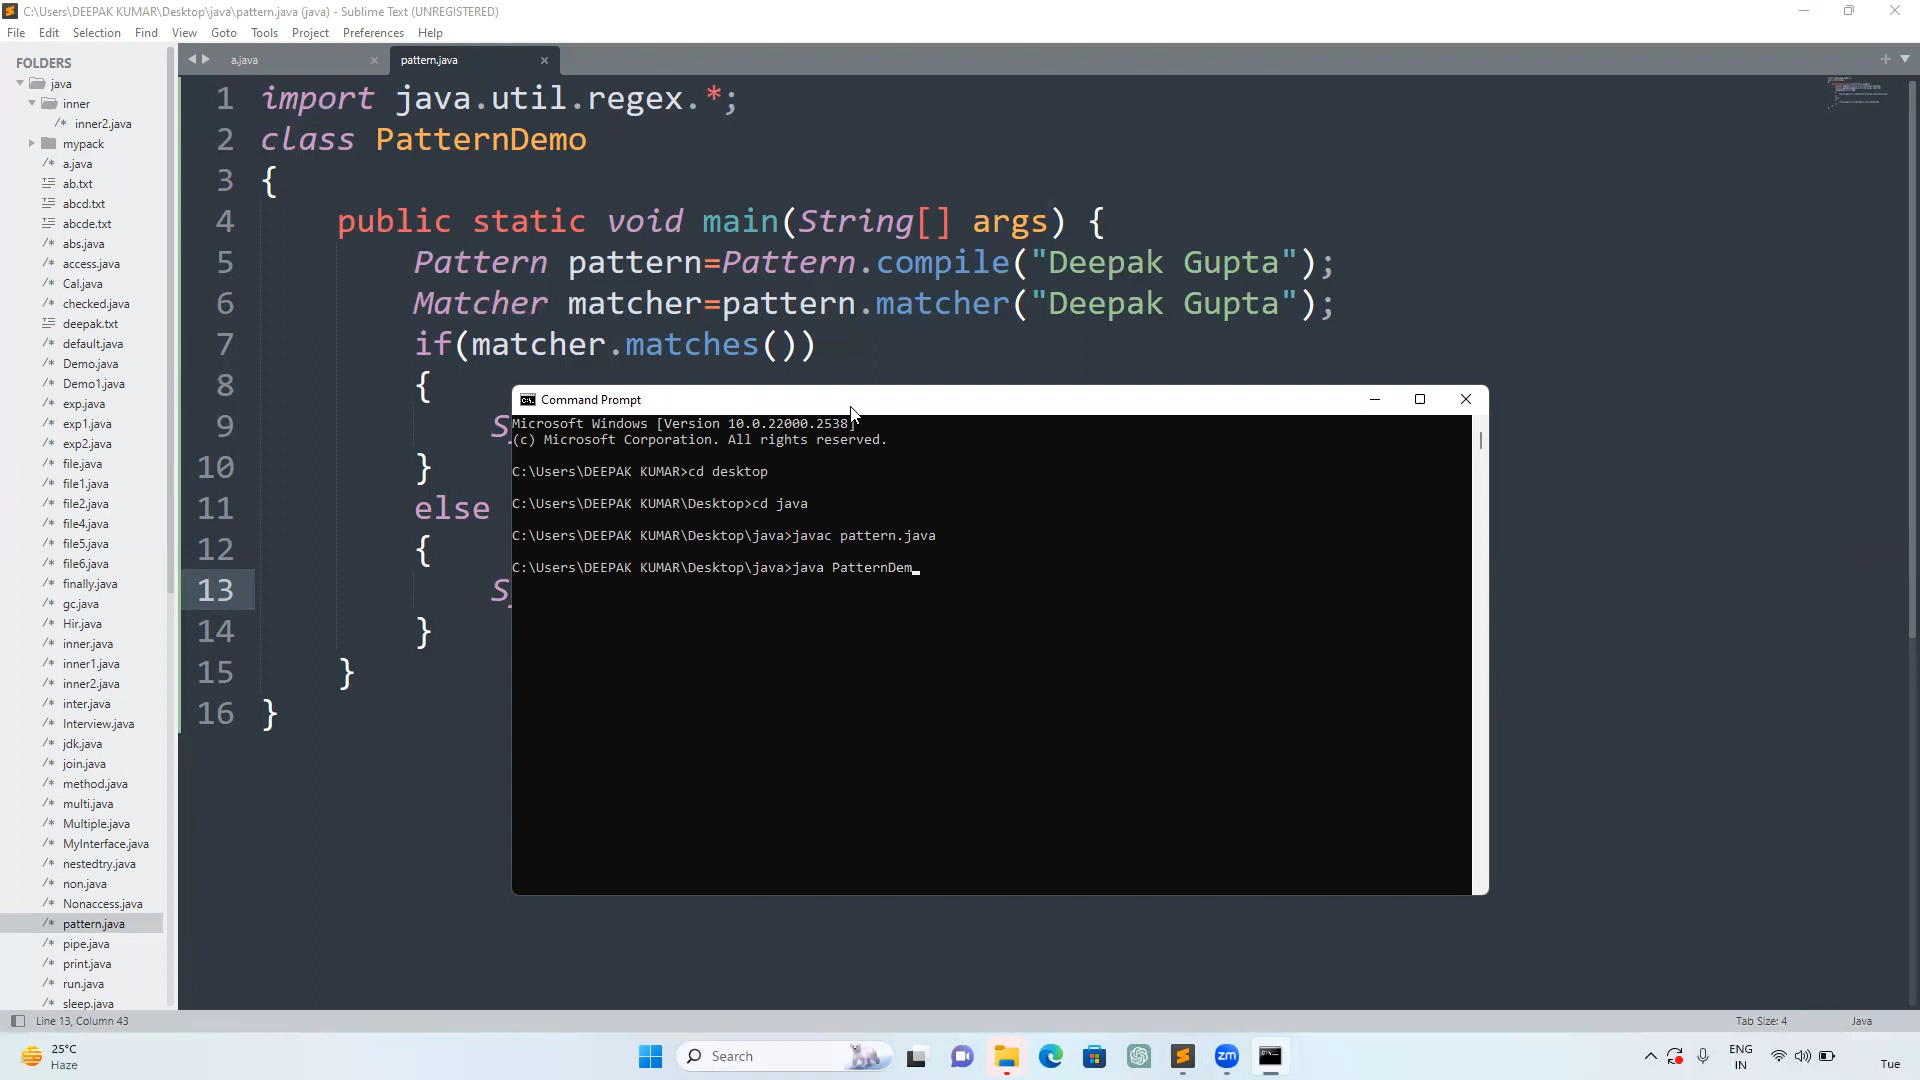 C:\Users\DEEPAK KUMAR\Desktop\java\pattern.java (java) - Sublime Text (UNREGISTERED)
File Edit Selection Find View Goto Tools Project Preferences Help
FOLDERS
java
inner
inner2.java
mypack
a.java
ab.txt
abcd.txt
abcde.txt
abs.java
access.java
Cal.java
checked.java
deepak.txt
default.java
Demo.java
Demo1.java
exp.java
exp1.java
exp2.java
file.java
file1.java
file2.java
file4.java
file5.java
file6.java
finally.java
gc.java
Hir.java
inner.java
inner1.java
inner2.java
inter.java
Interview.java
jdk.java
join.java
method.java
multi.java
Multiple.java
MyInterface.java
nestedtry.java
non.java
Nonaccess.java
pattern.java
pipe.java
print.java
run.java
sleep.java
a.java pattern.java
1 import java.util.regex.*;
2 class PatternDemo
3 {
4 public static void main(String[] args) {
5 Pattern pattern=Pattern.compile("Deepak Gupta");
6 Matcher matcher=pattern.matcher("Deepak Gupta");
7 if(matcher.matches())
8 {
9 S
10 }
11 else
12 {
13 S
14 }
15 }
16 }
Command Prompt
Microsoft Windows [Version 10.0.22000.2538]
(c) Microsoft Corporation. All rights reserved.
C:\Users\DEEPAK KUMAR>cd desktop
C:\Users\DEEPAK KUMAR\Desktop>cd java
C:\Users\DEEPAK KUMAR\Desktop\java>javac pattern.java
C:\Users\DEEPAK KUMAR\Desktop\java>java PatternDem
Line 13, Column 43
Tab Size: 4 Java
25°C
Haze
Search
zm
ENG
IN
Tue